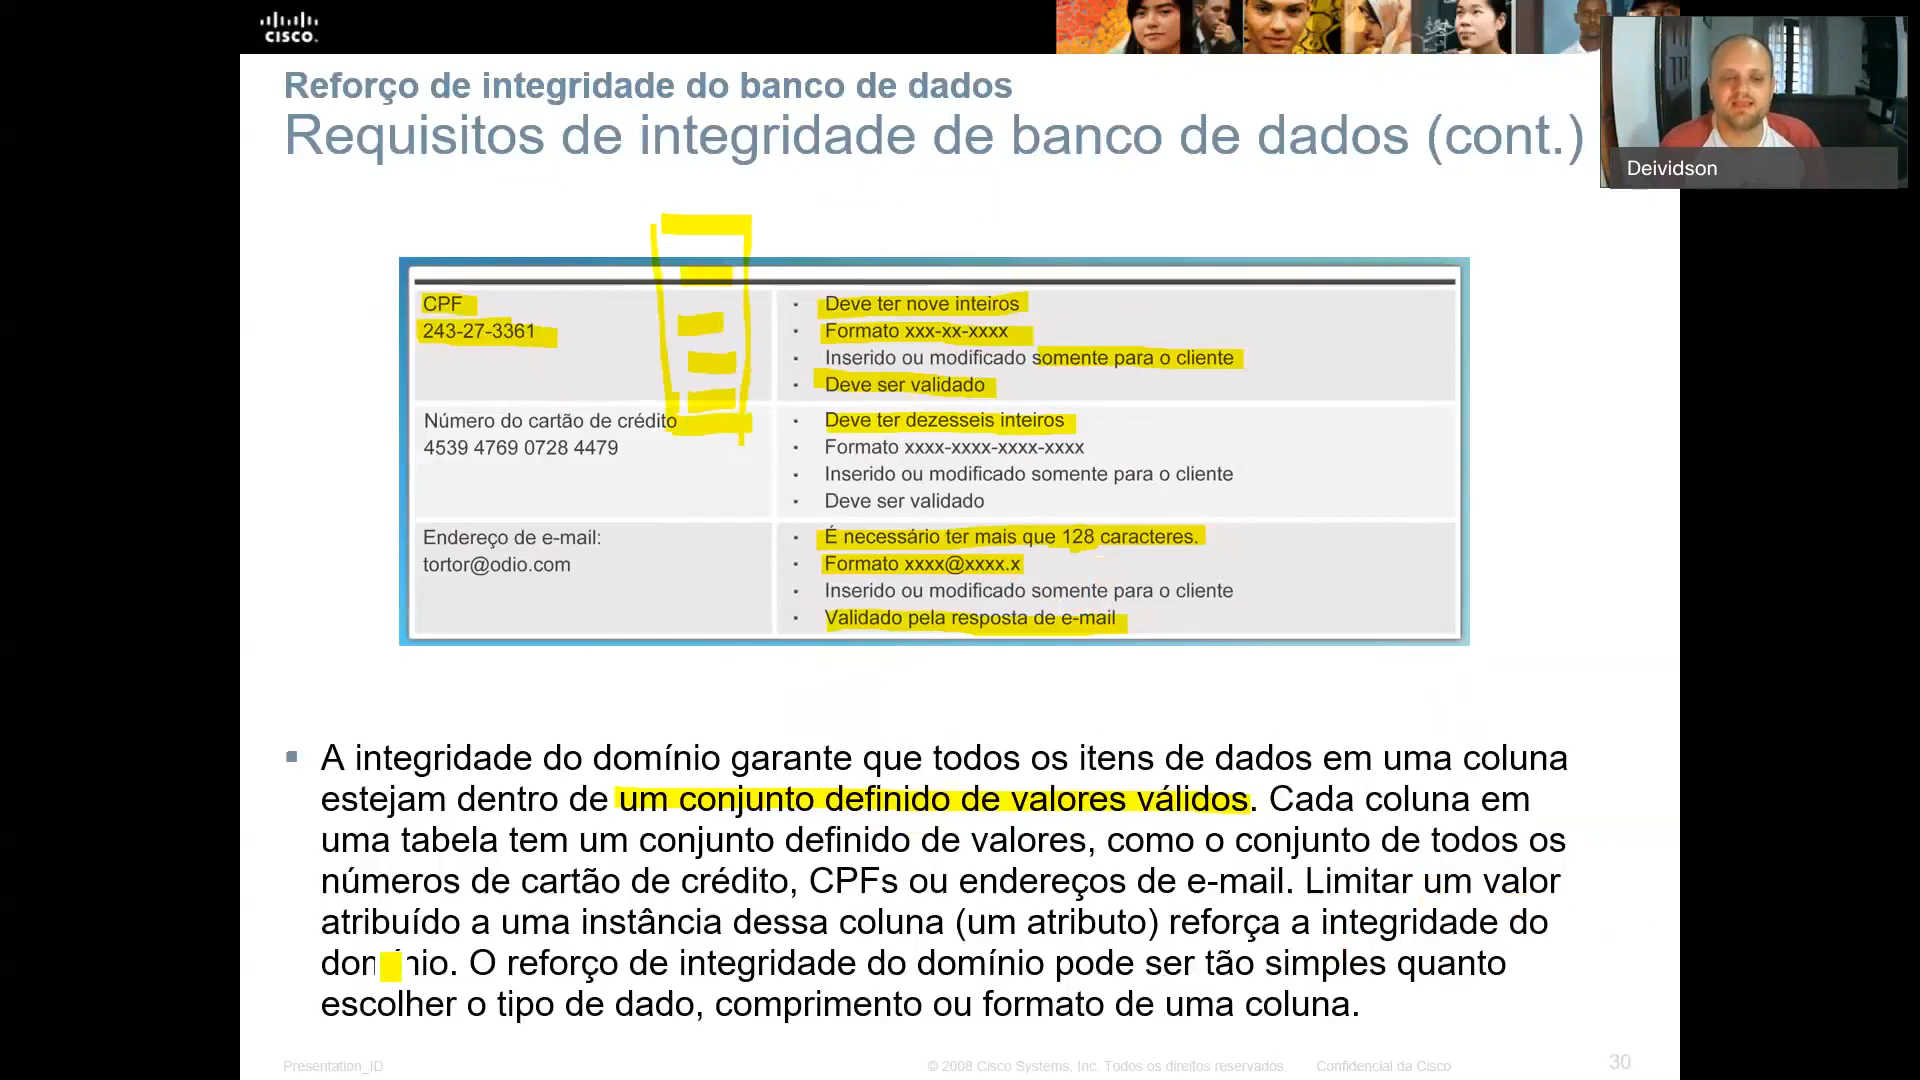 CISCO
Reforço de integridade do banco de dados
Requisitos de integridade de banco de dados (cont.)
Deividson
CPF
243-27-3361
▪ Deve ter nove inteiros
▪ Formato xxx-xx-xxxx
▪ Inserido ou modificado somente para o cliente
▪ Deve ser validado
Número do cartão de crédito
4539 4769 0728 4479
▪ Deve ter dezesseis inteiros
▪ Formato xxxx-xxxx-xxxx-xxxx
▪ Inserido ou modificado somente para o cliente
▪ Deve ser validado
Endereço de e-mail:
tortor@odio.com
▪ É necessário ter mais que 128 caracteres.
▪ Formato xxxx@xxxx.x
▪ Inserido ou modificado somente para o cliente
▪ Validado pela resposta de e-mail
▪ A integridade do domínio garante que todos os itens de dados em uma coluna
estejam dentro de um conjunto definido de valores válidos. Cada coluna em
uma tabela tem um conjunto definido de valores, como o conjunto de todos os
números de cartão de crédito, CPFs ou endereços de e-mail. Limitar um valor
atribuído a uma instância dessa coluna (um atributo) reforça a integridade do
domínio. O reforço de integridade do domínio pode ser tão simples quanto
escolher o tipo de dado, comprimento ou formato de uma coluna.
Presentation_ID
© 2008 Cisco Systems, Inc. Todos os direitos reservados.
Confidencial da Cisco
30